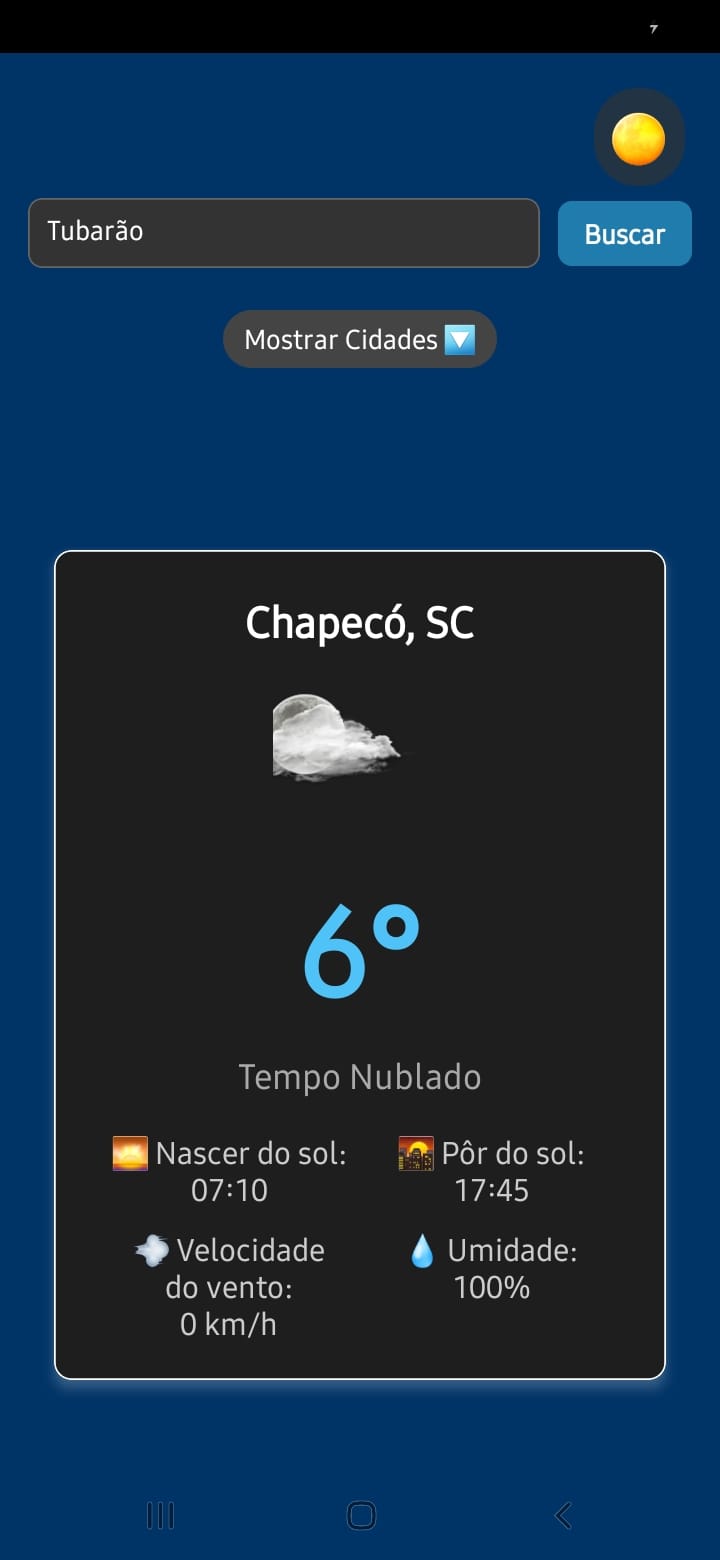 Tubarão
Buscar
Mostrar Cidades
Chapecó, SC
6°
Tempo Nublado
Nascer do sol:
07:10
Pôr do sol:
17:45
Velocidade
do vento:
0 km/h
Umidade:
100%